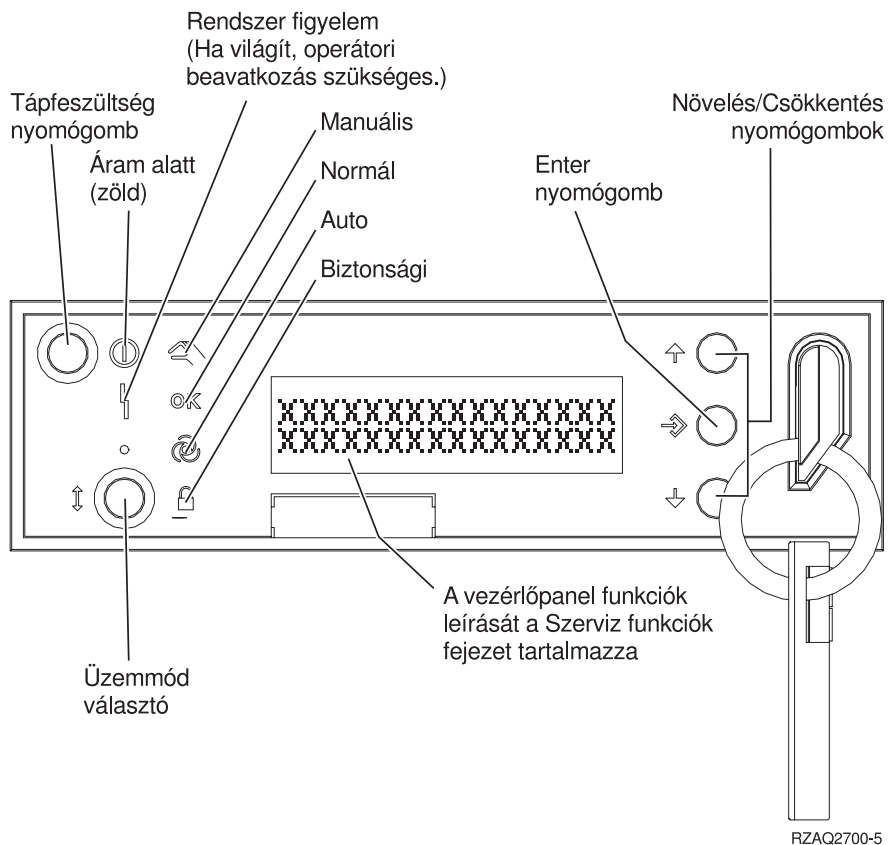 Rendszer figyelem
(Ha világít, operátori
beavatkozás szükséges.)
Tápfeszültség
nyomógomb
Áram alatt
(zöld)
Manuális
Normál
Auto
Biztonsági
Növelés/Csökkentés
nyomógombok
Enter
nyomógomb
OK
XXXXXXXXXXXXXXXX
XXXXXXXXXXXXXXXX
A vezérlőpanel funkciók
leírását a Szerviz funkciók
fejezet tartalmazza
Üzemmód
választó
RZAQ2700-5